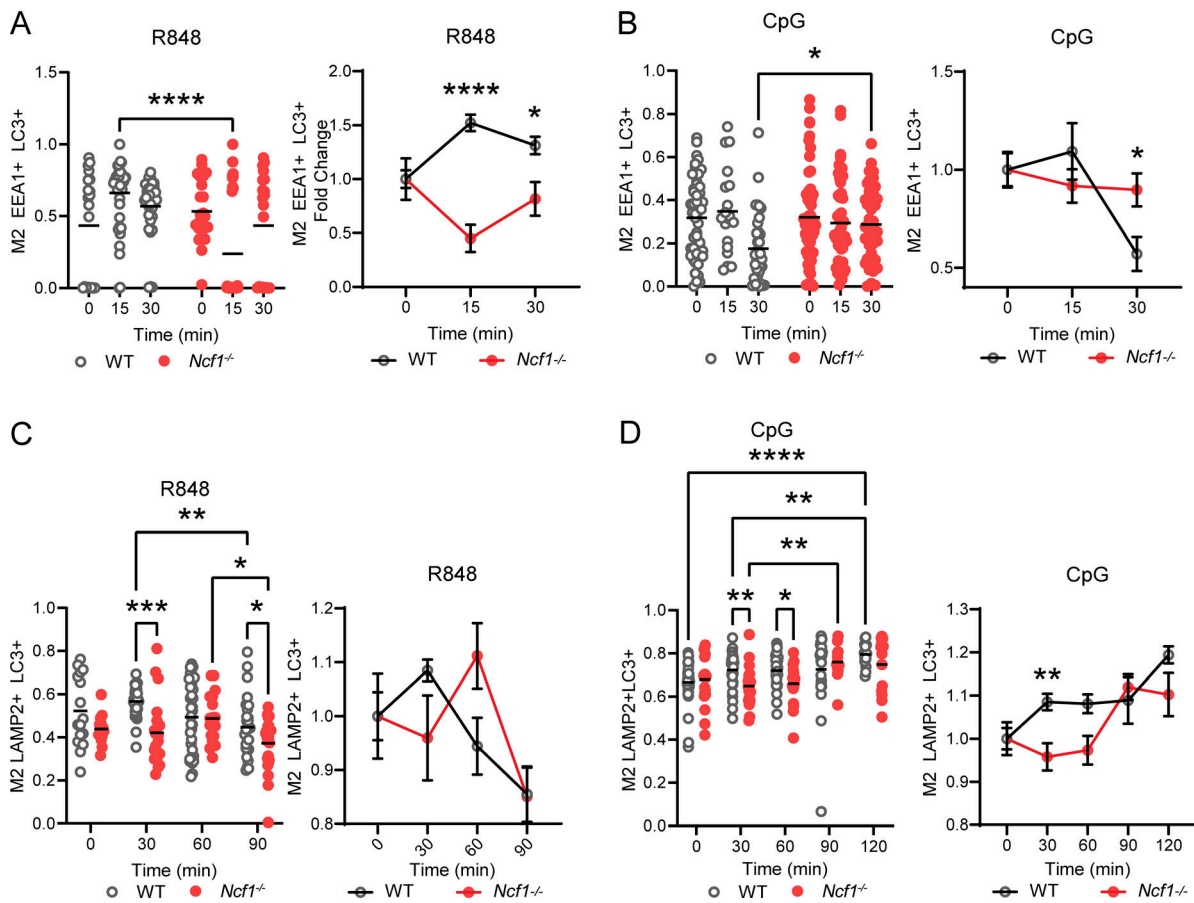 A
R848
R848
M2 EEA1+ LC3+
1.5
1.0
0.5
0.0
****
0 15 30 0 15 30
Time (min)
WT Ncf1-/-
M2 EEA1+ LC3+
Fold Change
2.0
1.5
1.0
0.5
0.0
****
*
0 15 30
Time (min)
WT Ncf1-/-
B
CpG
CpG
M2 EEA1+ LC3+
1.0
0.8
0.6
0.4
0.2
0.0
*
0 15 30 0 15 30
Time (min)
WT Ncf1-/-
M2 EEA1+ LC3+
1.5
1.0
0.5
*
0 15 30
Time (min)
WT Ncf1-/-
C
R848
R848
M2 LAMP2+ LC3+
1.0
0.8
0.6
0.4
0.2
0.0
**
*
***
*
0 30 60 90
Time (min)
WT Ncf1-/-
M2 LAMP2+ LC3+
1.2
1.1
1.0
0.9
0.8
0 30 60 90
Time (min)
WT Ncf1-/-
D
CpG
CpG
M2 LAMP2+LC3+
1.0
0.8
0.6
0.4
0.2
0.0
****
**
**
**
*
0 30 60 90 120
Time (min)
WT Ncf1-/-
M2 LAMP2+ LC3+
1.3
1.2
1.1
1.0
0.9
0.8
**
0 30 60 90 120
Time (min)
WT Ncf1-/-